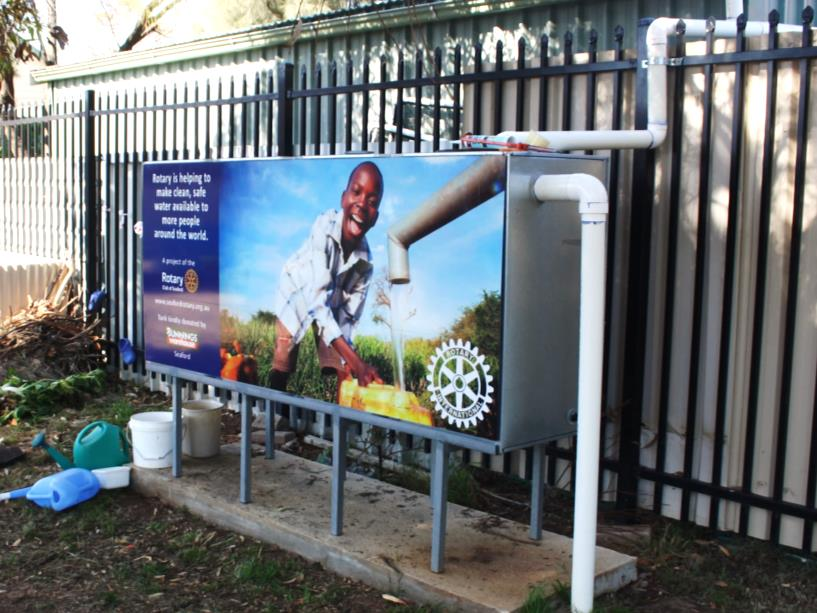 Rotary is helping to
make clean, safe
water available to
more people
around the world.
A project of the
Rotary
Club of Seaford
www.seafordrotary.org.au
Tank kindly donated by
BUNNINGS
warehouse
Seaford
ROTARY
INTERNATIONAL